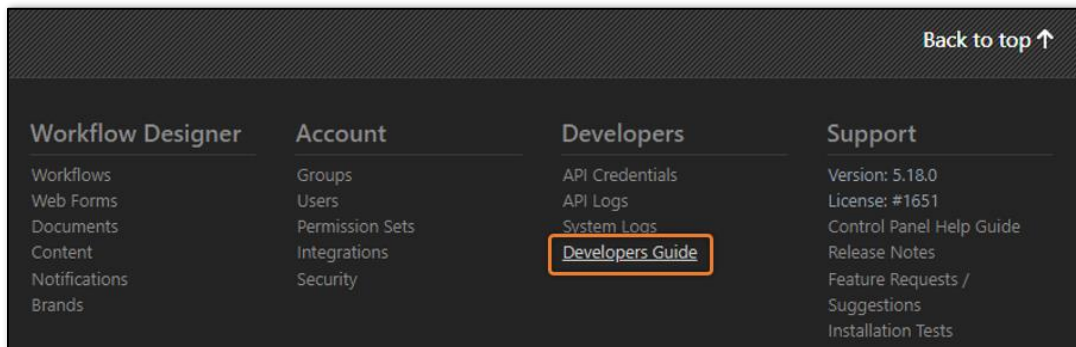 Back to top ↑
Workflow Designer
Workflows
Web Forms
Documents
Content
Notifications
Brands
Account
Groups
Users
Permission Sets
Integrations
Security
Developers
API Credentials
API Logs
System Logs
Developers Guide
Support
Version: 5.18.0
License: #1651
Control Panel Help Guide
Release Notes
Feature Requests /
Suggestions
Installation Tests